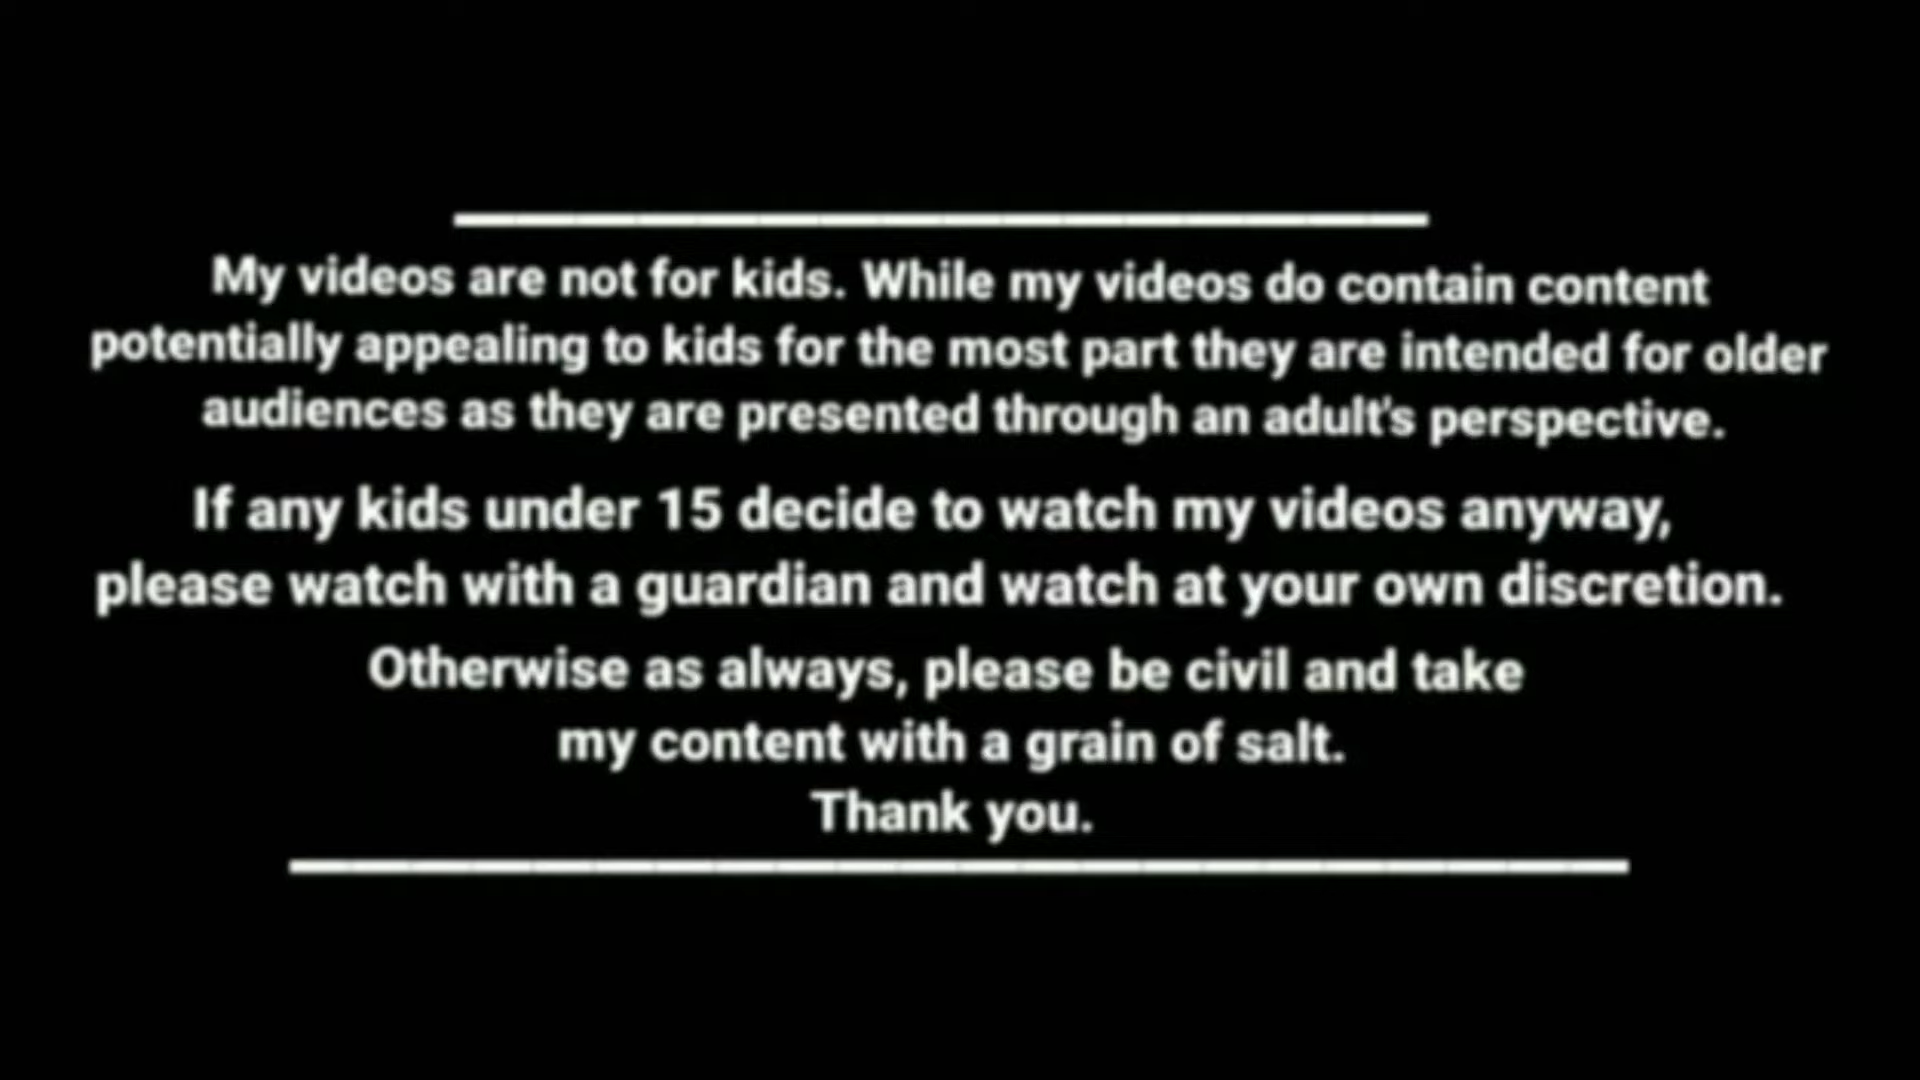 My videos are not for kids. While my videos do contain content
potentially appealing to kids for the most part they are intended for older
audiences as they are presented through an adult's perspective.
If any kids under 15 decide to watch my videos anyway,
please watch with a guardian and watch at your own discretion.
Otherwise as always, please be civil and take
my content with a grain of salt.
Thank you.